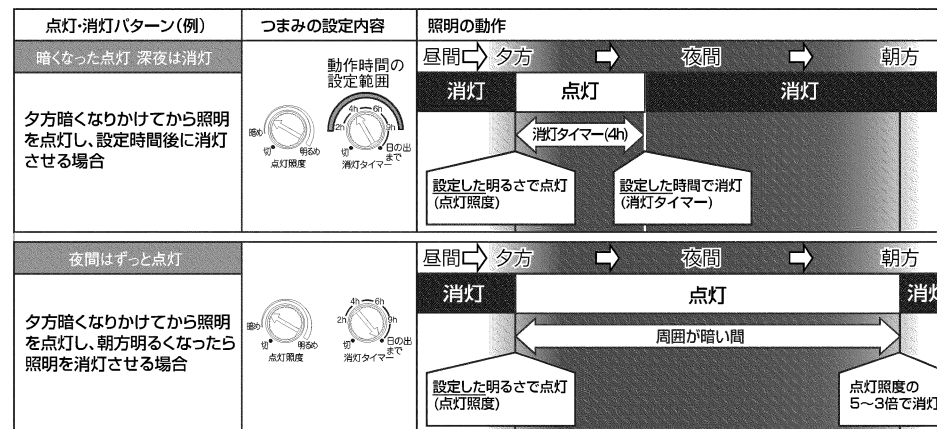 点灯・消灯パターン(例)
つまみの設定内容
照明の動作
暗くなった点灯 深夜は消灯
夕方暗くなりかけてから照明
を点灯し、設定時間後に消灯
させる場合
動作時間の
設定範囲
暗め
切
明るめ
点灯照度
2h
4h
6h
9h
切
日の出
まで
消灯タイマー
昼間
夕方
夜間
朝方
消灯
点灯
消灯
消灯タイマー(4h)
設定した明るさで点灯
(点灯照度)
設定した時間で消灯
(消灯タイマー)
夜間はずっと点灯
夕方暗くなりかけてから照明
を点灯し、朝方明るくなったら
照明を消灯させる場合
暗め
切
明るめ
点灯照度
2h
4h
6h
9h
切
日の出
まで
消灯タイマー
昼間
夕方
夜間
朝方
消灯
点灯
消灯
周囲が暗い間
設定した明るさで点灯
(点灯照度)
点灯照度の
5〜3倍で消灯